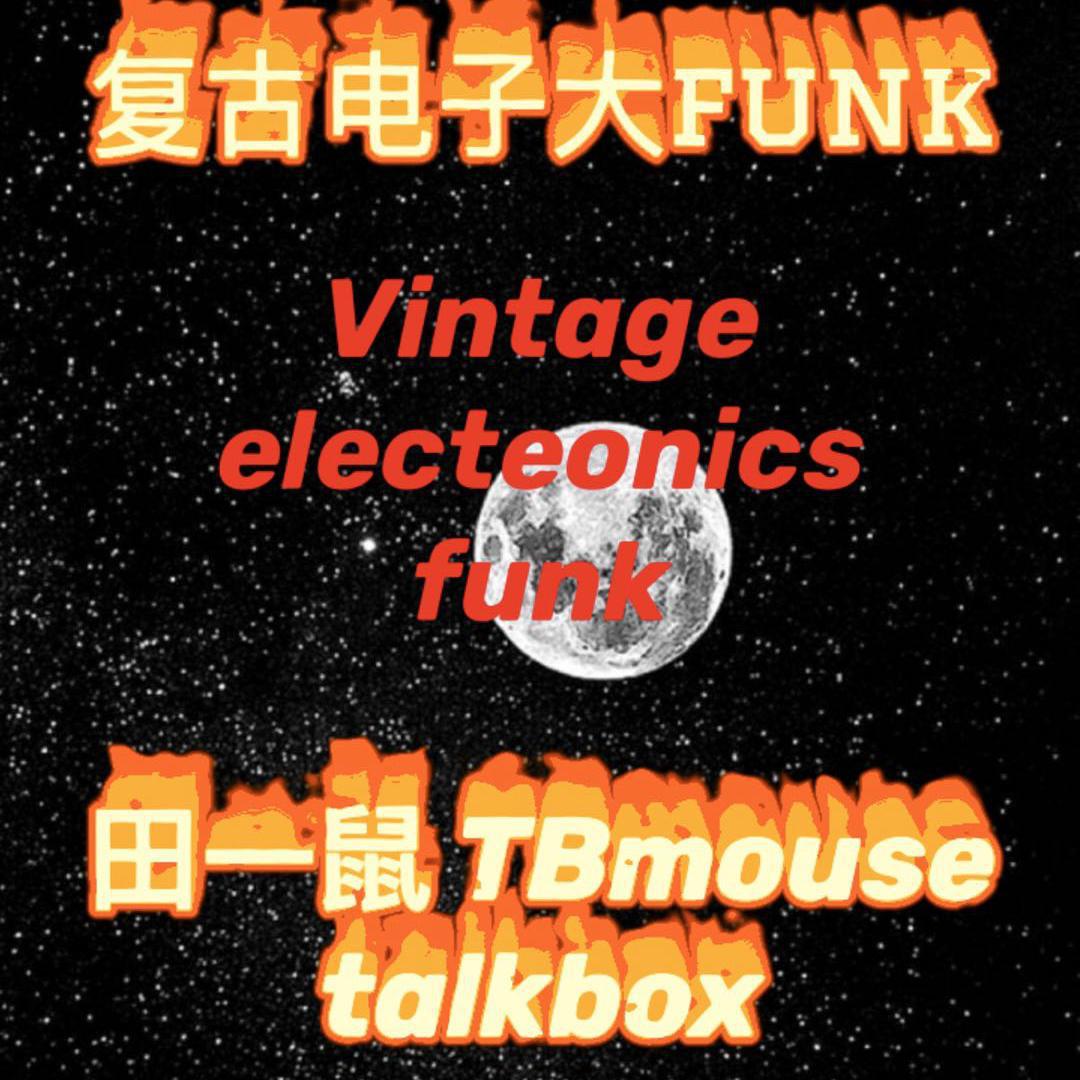 复古电子大FUNK
Vintage
electeonics
funk
田一鼠 TBmouse
talkbox